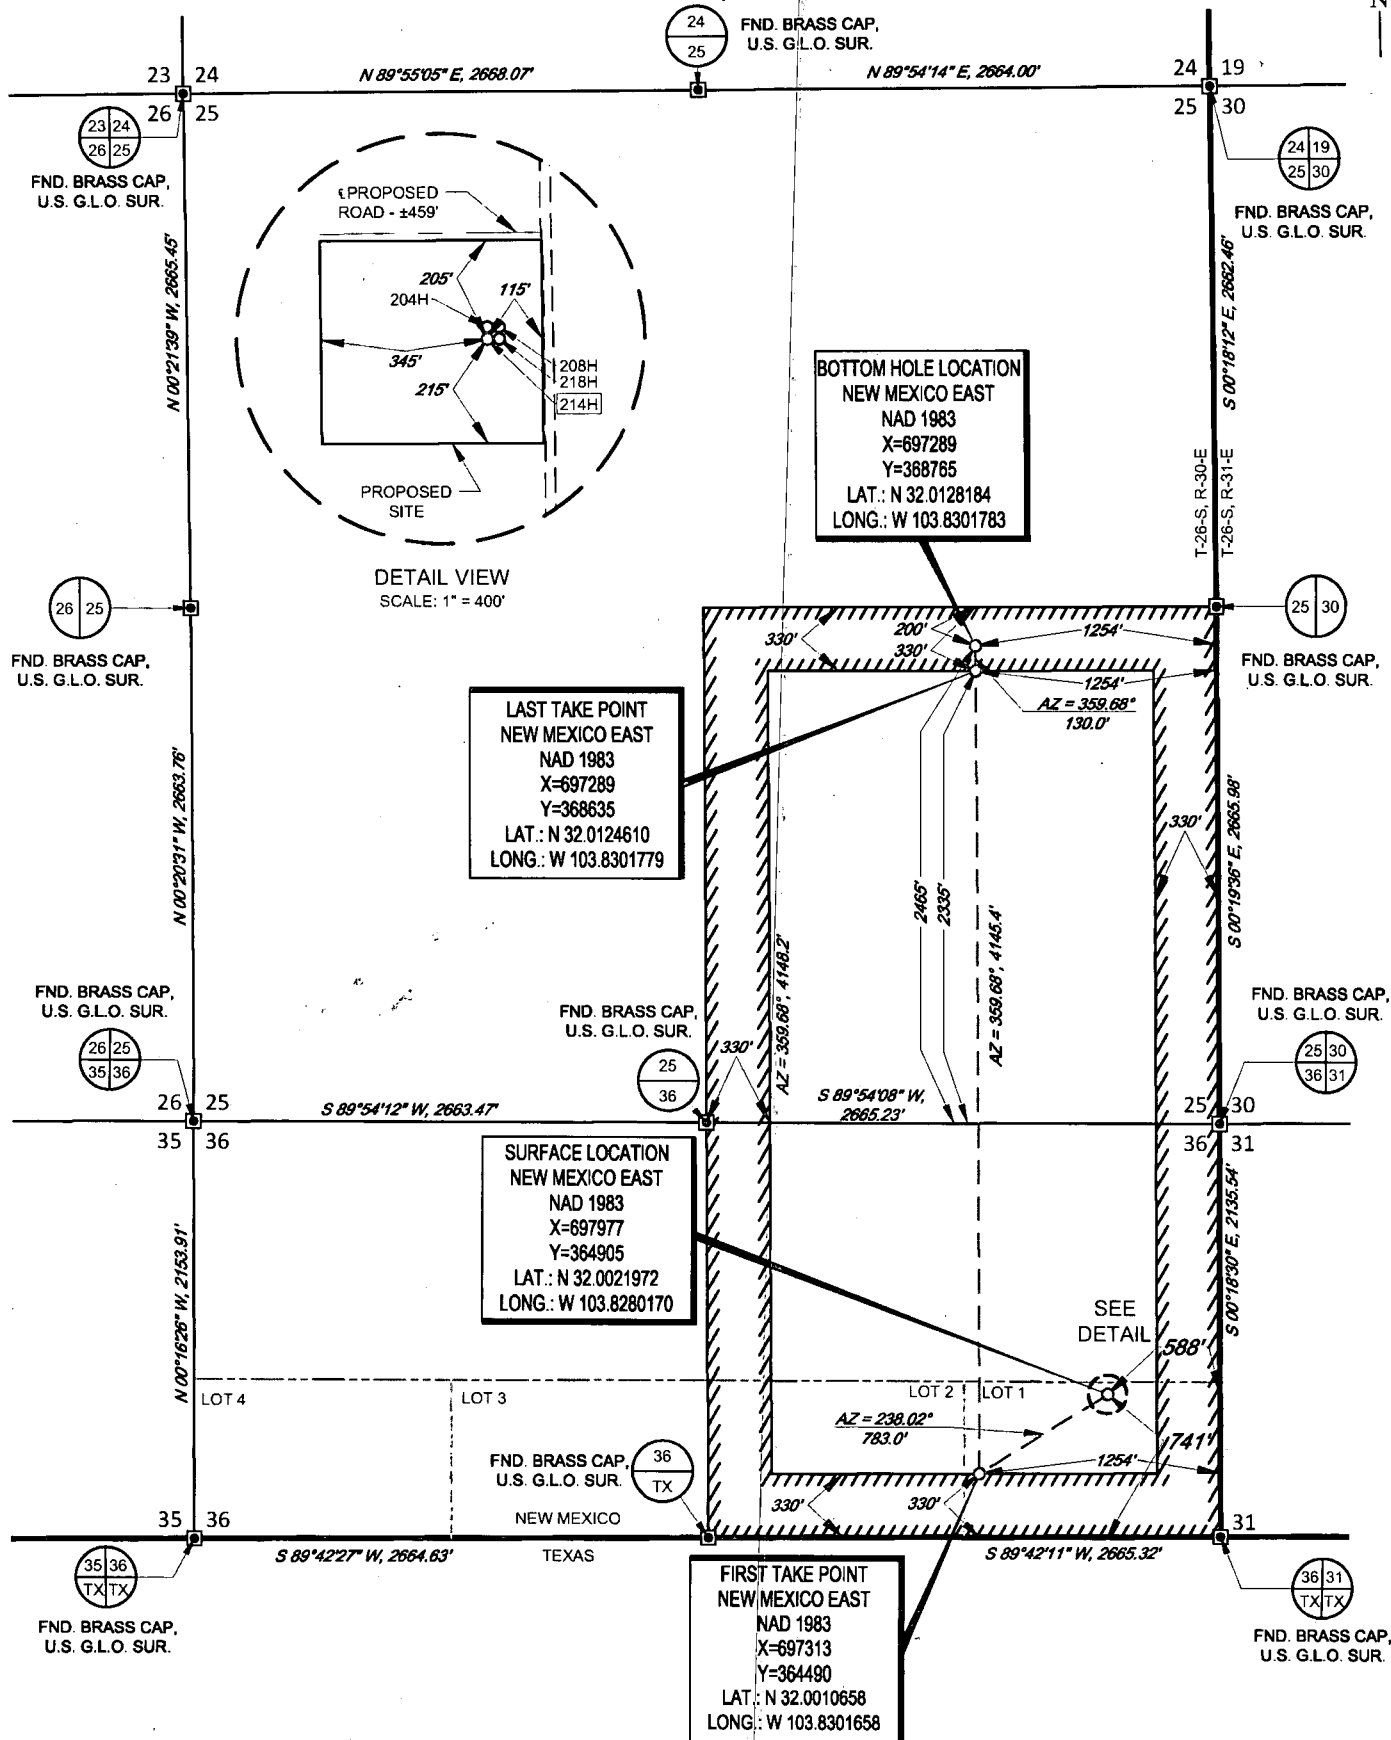 N
24
25
FND. BRASS CAP,
U.S. G.L.O. SUR.
23 24
26 25
N 89°55'05" E, 2668.07'
N 89°54'14" E, 2664.00'
24 19
25 30
23 24
26 25
FND. BRASS CAP,
U.S. G.L.O. SUR.
24 19
25 30
FND. BRASS CAP,
U.S. G.L.O. SUR.
N 00°21'39" W, 2665.45'
S 00°18'12" E, 2662.46'
℄PROPOSED
ROAD - ±459'
205'
115'
204H
345'
215'
208H
218H
214H
PROPOSED
SITE
DETAIL VIEW
SCALE: 1" = 400'
BOTTOM HOLE LOCATION
NEW MEXICO EAST
NAD 1983
X=697289
Y=368765
LAT.: N 32.0128184
LONG.: W 103.8301783
T-26-S, R-30-E
T-26-S, R-31-E
26 25
FND. BRASS CAP,
U.S. G.L.O. SUR.
25 30
FND. BRASS CAP,
U.S. G.L.O. SUR.
330'
200'
330'
1254'
1254'
AZ = 359.68°
130.0'
LAST TAKE POINT
NEW MEXICO EAST
NAD 1983
X=697289
Y=368635
LAT.: N 32.0124610
LONG.: W 103.8301779
N 00°20'31" W, 2663.76'
330'
S 00°19'36" E, 2665.98'
2465'
2335'
AZ = 359.68°, 4148.2'
AZ = 359.68°, 4145.4'
FND. BRASS CAP,
U.S. G.L.O. SUR.
26 25
35 36
FND. BRASS CAP,
U.S. G.L.O. SUR.
25
36
330'
FND. BRASS CAP,
U.S. G.L.O. SUR.
25 30
36 31
26 25
35 36
S 89°54'12" W, 2663.47'
S 89°54'08" W,
2665.23'
25 30
36 31
SURFACE LOCATION
NEW MEXICO EAST
NAD 1983
X=697977
Y=364905
LAT.: N 32.0021972
LONG.: W 103.8280170
N 00°16'26" W, 2153.91'
S 00°18'30" E, 2135.54'
SEE
DETAIL
588'
LOT 4
LOT 3
LOT 2
LOT 1
AZ = 238.02°
783.0'
741'
1254'
FND. BRASS CAP,
U.S. G.L.O. SUR.
36
TX
330'
330'
35 36
NEW MEXICO
31
S 89°42'27" W, 2664.63'
TEXAS
S 89°42'11" W, 2665.32'
35 36
TX TX
FND. BRASS CAP,
U.S. G.L.O. SUR.
36 31
TX TX
FND. BRASS CAP,
U.S. G.L.O. SUR.
FIRST TAKE POINT
NEW MEXICO EAST
NAD 1983
X=697313
Y=364490
LAT.: N 32.0010658
LONG.: W 103.8301658